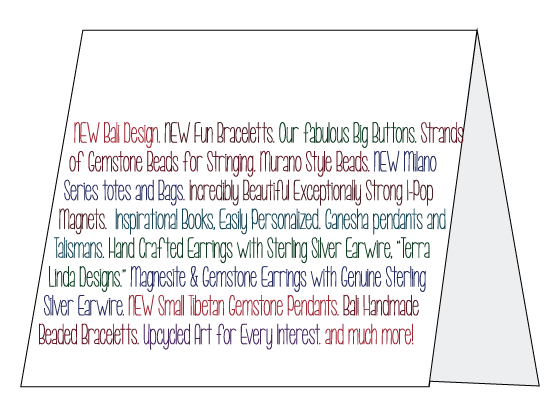 NEW Bali Design. NEW Fun Braceletts. Our fabulous Big Buttons. Strands
of Gemstone Beads for Stringing. Murano Style Beads. NEW Milano
Series totes and Bags. Incredibly Beautiful Exceptionally Strong I-Pop
Magnets.  Inspirational Books, Easily Personalized. Ganesha pendants and
Talismans. Hand Crafted Earrings with Sterling Silver Earwire, "Terra
Linda Designs." Magnesite & Gemstone Earrings with Genuine Sterling
Silver Earwire. NEW Small Tibetan Gemstone Pendants. Bali Handmade
Beaded Braceletts. Upcycled Art for Every Interest. and much more!